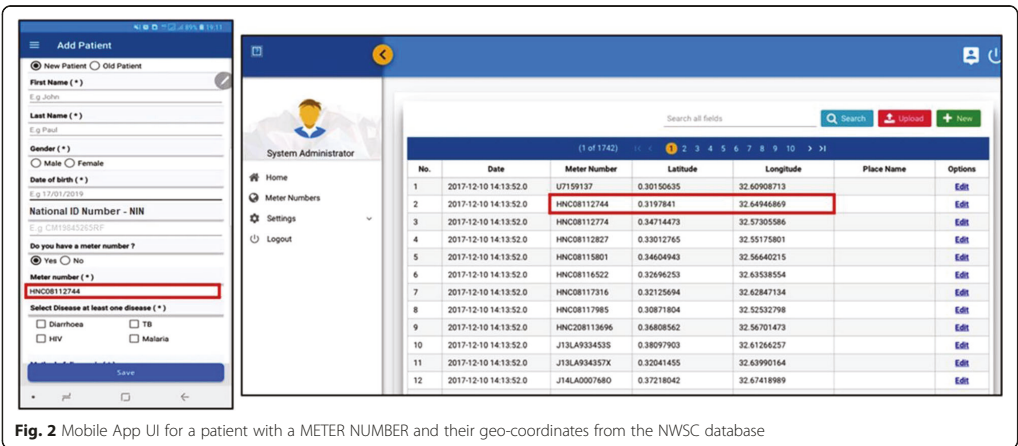 19:11
Add Patient
New Patient Old Patient
First Name ( * )
E.g John
Last Name ( * )
E.g Paul
Gender ( * )
Male Female
Date of birth ( * )
E.g 17/01/2019
National ID Number - NIN
E.g CM19845265RF
Do you have a meter number ?
Yes No
Meter number ( * )
HNC08112744
Select Disease at least one disease ( * )
Diarrhoea TB
HIV Malaria
Save
System Administrator
Home
Meter Numbers
Settings
Logout
Search all fields Search Upload New
(1 of 1742) 1 2 3 4 5 6 7 8 9 10
No. Date Meter Number Latitude Longitude Place Name Options
1 2017-12-10 14:13:52.0 U7159137 0.30150635 32.60908713 Edit
2 2017-12-10 14:13:52.0 HNC08112744 0.3197841 32.64946869 Edit
3 2017-12-10 14:13:52.0 HNC08112774 0.34714473 32.57305586 Edit
4 2017-12-10 14:13:52.0 HNC08112827 0.33012765 32.55175801 Edit
5 2017-12-10 14:13:52.0 HNC08115801 0.34604943 32.56640215 Edit
6 2017-12-10 14:13:52.0 HNC08116522 0.32696253 32.63538554 Edit
7 2017-12-10 14:13:52.0 HNC08117316 0.32125694 32.62847134 Edit
8 2017-12-10 14:13:52.0 HNC08117985 0.30871804 32.52532798 Edit
9 2017-12-10 14:13:52.0 HNC208113696 0.36808562 32.56701473 Edit
10 2017-12-10 14:13:52.0 J13LA933453S 0.38097903 32.61266257 Edit
11 2017-12-10 14:13:52.0 J13LA934357X 0.32041455 32.63990164 Edit
12 2017-12-10 14:13:52.0 J14LA0007680 0.37218042 32.67418989 Edit
Fig. 2 Mobile App UI for a patient with a METER NUMBER and their geo-coordinates from the NWSC database